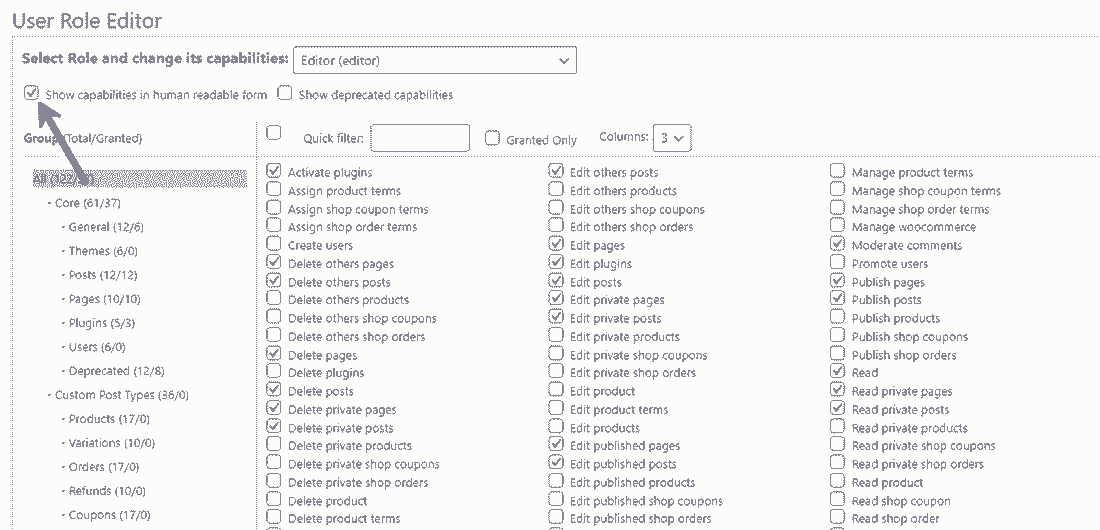 User Role Editor
Select Role and change its capabilities: Editor (editor)
Show capabilities in human readable form Show deprecated capabilities
Group (Total/Granted) Quick filter: Granted Only Columns: 3
All
- Core (61/37)
- General (12/6)
- Themes (6/0)
- Posts (12/12)
- Pages (10/10)
- Plugins (5/3)
- Users (6/0)
- Deprecated (12/8)
- Custom Post Types (36/0)
- Products (17/0)
- Variations (10/0)
- Orders (17/0)
- Refunds (10/0)
- Coupons (17/0)
Activate plugins
Assign product terms
Assign shop coupon terms
Assign shop order terms
Create users
Delete others pages
Delete others posts
Delete others products
Delete others shop coupons
Delete others shop orders
Delete pages
Delete plugins
Delete posts
Delete private pages
Delete private posts
Delete private products
Delete private shop coupons
Delete private shop orders
Delete product
Delete product terms
Edit others posts
Edit others products
Edit others shop coupons
Edit others shop orders
Edit pages
Edit plugins
Edit posts
Edit private pages
Edit private posts
Edit private products
Edit private shop coupons
Edit private shop orders
Edit product
Edit product terms
Edit products
Edit published pages
Edit published posts
Edit published products
Edit published shop coupons
Edit published shop orders
Manage product terms
Manage shop coupon terms
Manage shop order terms
Manage woocommerce
Moderate comments
Promote users
Publish pages
Publish posts
Publish products
Publish shop coupons
Publish shop orders
Read
Read private pages
Read private posts
Read private products
Read private shop coupons
Read private shop orders
Read product
Read shop coupon
Read shop order